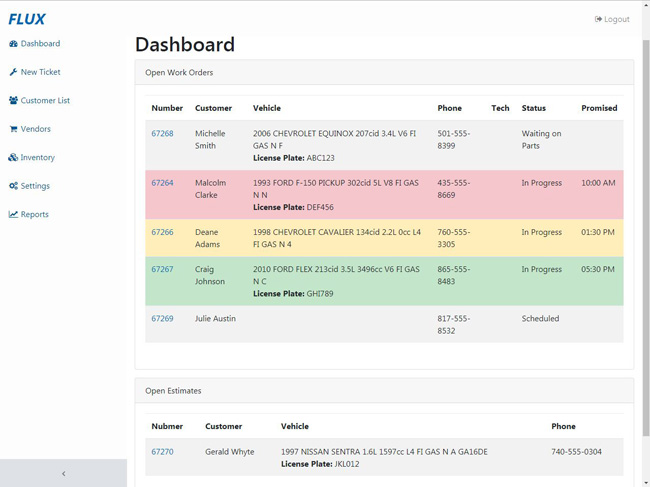 FLUX
Logout
Dashboard
New Ticket
Customer List
Vendors
Inventory
Settings
Reports
Dashboard
Open Work Orders
Number Customer Vehicle Phone Tech Status Promised
67268 Michelle Smith 2006 CHEVROLET EQUINOX 207cid 3.4L V6 FI GAS N F License Plate: ABC123 501-555-8399 Waiting on Parts
67264 Malcolm Clarke 1993 FORD F-150 PICKUP 302cid 5L V8 FI GAS N N License Plate: DEF456 435-555-8669 In Progress 10:00 AM
67266 Deane Adams 1998 CHEVROLET CAVALIER 134cid 2.2L 0cc L4 FI GAS N 4 760-555-3305 In Progress 01:30 PM
67267 Craig Johnson 2010 FORD FLEX 213cid 3.5L 3496cc V6 FI GAS N C License Plate: GHI789 865-555-8483 In Progress 05:30 PM
67269 Julie Austin 817-555-8532 Scheduled
Open Estimates
Nubmer Customer Vehicle Phone
67270 Gerald Whyte 1997 NISSAN SENTRA 1.6L 1597cc L4 FI GAS N A GA16DE License Plate: JKL012 740-555-0304